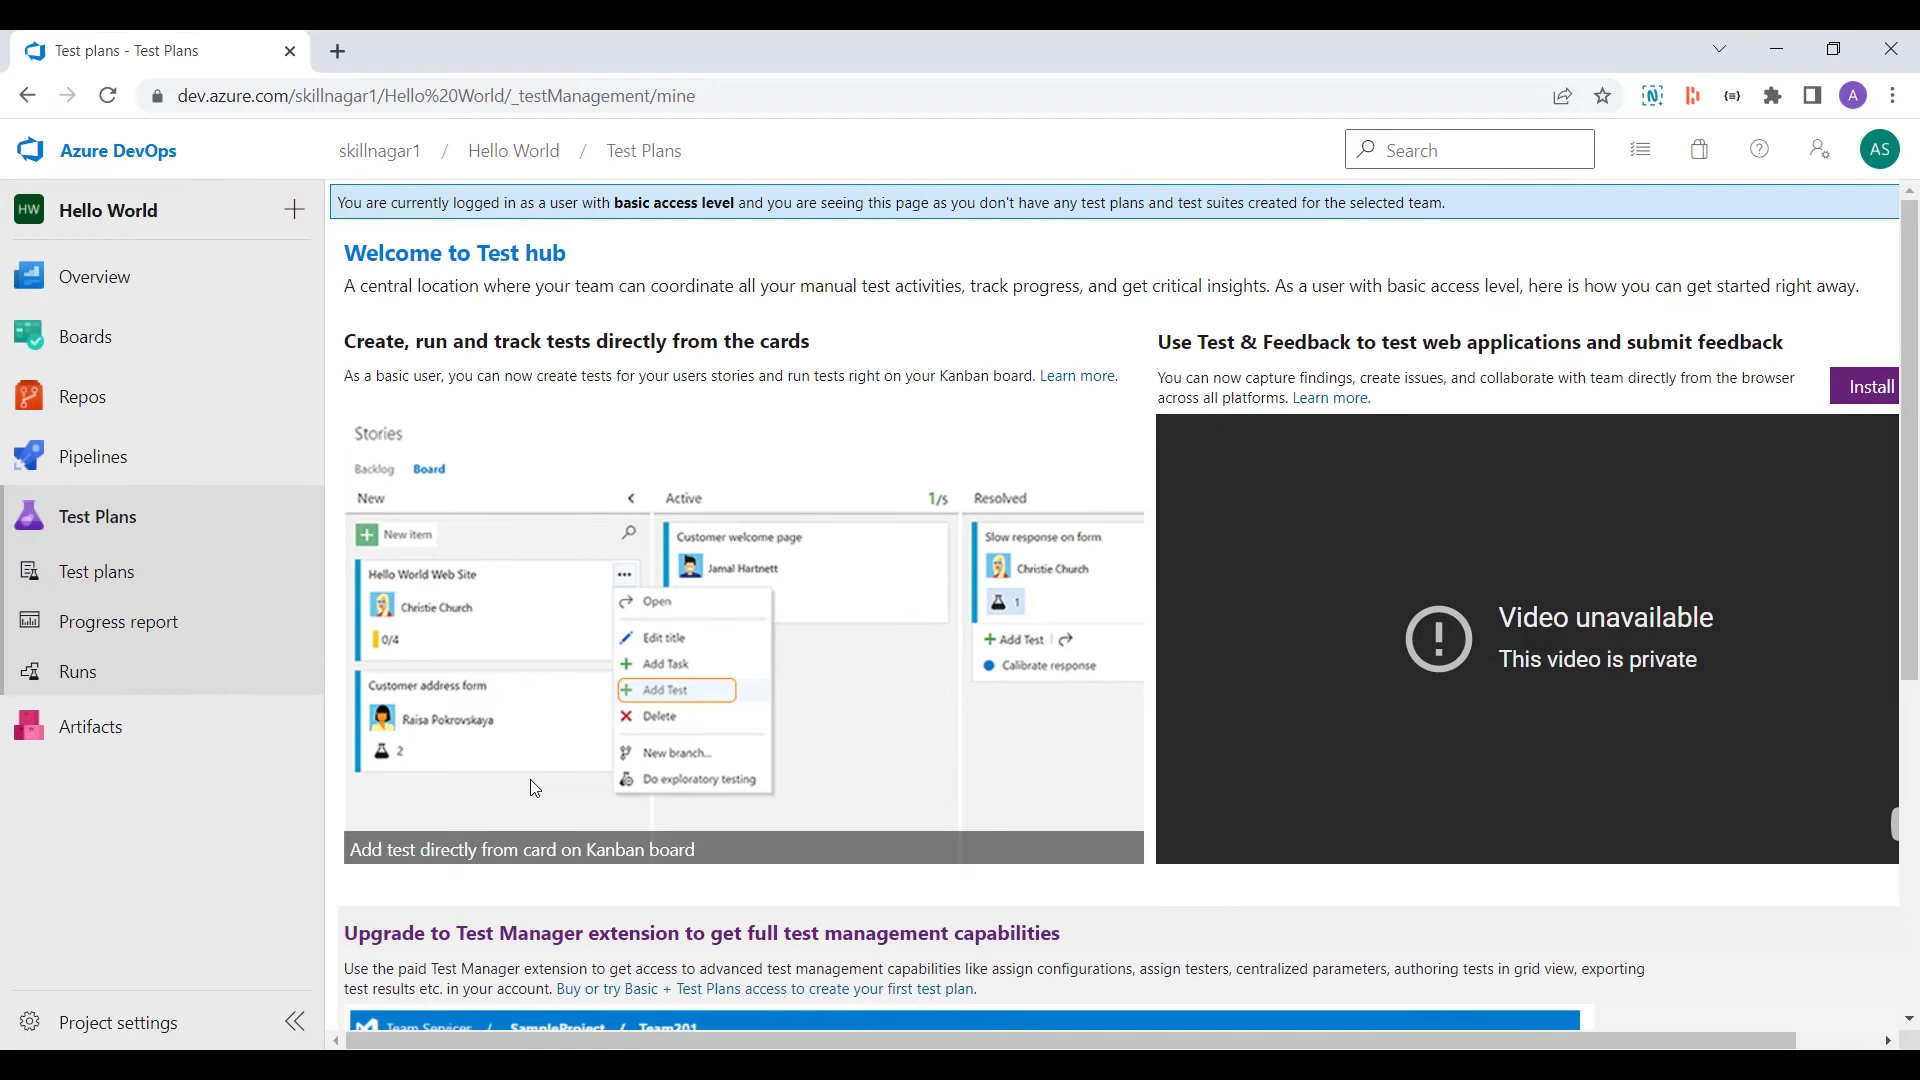 Test plans - Test Plans
dev.azure.com/skillnagar1/Hello%20World/_testManagement/mine
A
Azure DevOps
skillnagar1 / Hello World / Test Plans
Search
AS
HW Hello World
Overview
Boards
Repos
Pipelines
Test Plans
Test plans
Progress report
Runs
Artifacts
Project settings
You are currently logged in as a user with basic access level and you are seeing this page as you don't have any test plans and test suites created for the selected team.
Welcome to Test hub
A central location where your team can coordinate all your manual test activities, track progress, and get critical insights. As a user with basic access level, here is how you can get started right away.
Create, run and track tests directly from the cards
As a basic user, you can now create tests for your users stories and run tests right on your Kanban board. Learn more.
Stories
Backlog Board
New
Active 1/5
Resolved
New item
Hello World Web Site
Christie Church
0/4
Customer address form
Raisa Pokrovskaya
2
Open
Edit title
Add Task
Add Test
Delete
New branch...
Do exploratory testing
Customer welcome page
Jamal Hartnett
Slow response on form
Christie Church
1
Add Test
Calibrate response
Add test directly from card on Kanban board
Use Test & Feedback to test web applications and submit feedback
You can now capture findings, create issues, and collaborate with team directly from the browser
across all platforms. Learn more.
Install
Video unavailable
This video is private
Upgrade to Test Manager extension to get full test management capabilities
Use the paid Test Manager extension to get access to advanced test management capabilities like assign configurations, assign testers, centralized parameters, authoring tests in grid view, exporting
test results etc. in your account. Buy or try Basic + Test Plans access to create your first test plan.
Team Services / SampleProject / Team201